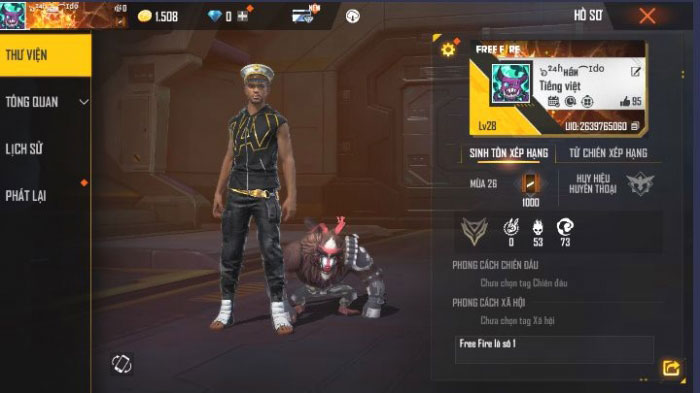 1.508
0
NEW
HỒ SƠ
THƯ VIỆN
TỔNG QUAN
LỊCH SỬ
PHÁT LẠI
FREE FIRE
²⁴ʰ
Tiếng việt
95
Lv28
UID:2639765060
SINH TỒN XẾP HẠNG
TỬ CHIẾN XẾP HẠNG
MÙA 26
1000
HUY HIỆU
HUYỀN THOẠI
0
53
73
PHONG CÁCH CHIẾN ĐẤU
Chưa chọn tag Chiến đấu
PHONG CÁCH XÃ HỘI
Chưa chọn tag Xã hội
Free Fire là số 1